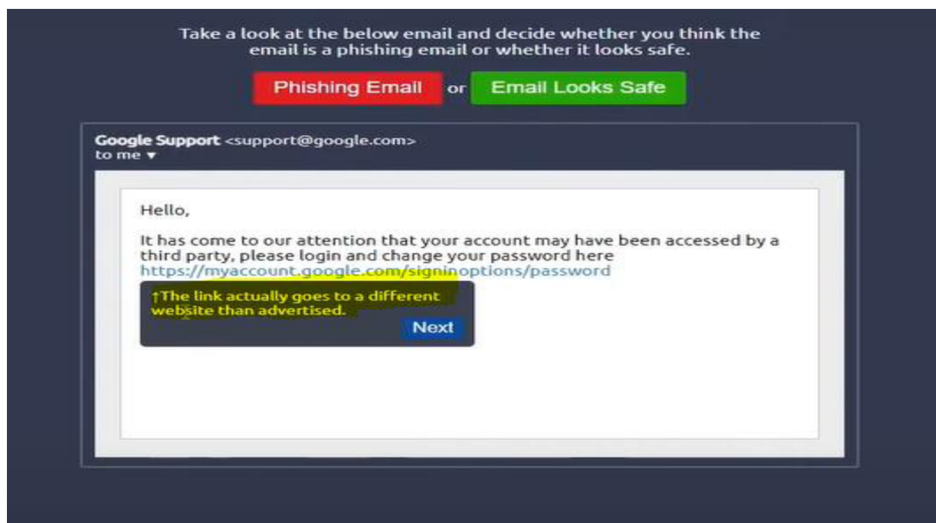 Take a look at the below email and decide whether you think the
email is a phishing email or whether it looks safe.
Phishing Email or Email Looks Safe
Google Support <support@google.com>
to me ▼
Hello,
It has come to our attention that your account may have been accessed by a
third party, please login and change your password here
https://myaccount.google.com/signinoptions/password
↑The link actually goes to a different
website than advertised.
Next